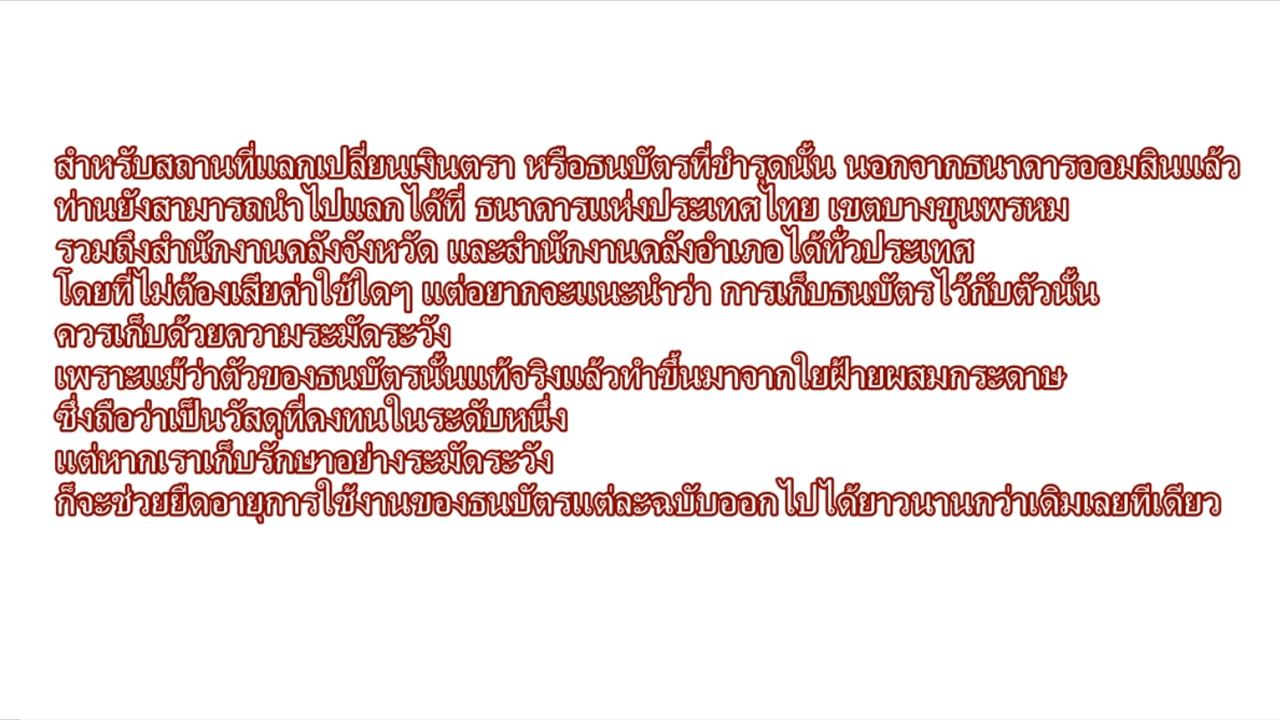 สำหรับสถานที่แลกเปลี่ยนเงินตรา หรือธนบัตรที่ชำรุดนั้น นอกจากธนาคารออมสินแล้ว
ท่านยังสามารถนำไปแลกได้ที่ ธนาคารแห่งประเทศไทย เขตบางขุนพรหม
รวมถึงสำนักงานคลังจังหวัด และสำนักงานคลังอำเภอได้ทั่วประเทศ
โดยที่ไม่ต้องเสียค่าใช้ใดๆ แต่อยากจะแนะนำว่า การเก็บธนบัตรไว้กับตัวนั้น
ควรเก็บด้วยความระมัดระวัง
เพราะแม้ว่าตัวของธนบัตรนั้นแท้จริงแล้วทำขึ้นมาจากใยฝ้ายผสมกระดาษ
ซึ่งถือว่าเป็นวัสดุที่คงทนในระดับหนึ่ง
แต่หากเราเก็บรักษาอย่างระมัดระวัง
ก็จะช่วยยืดอายุการใช้งานของธนบัตรแต่ละฉบับออกไปได้ยาวนานกว่าเดิมเลยทีเดียว